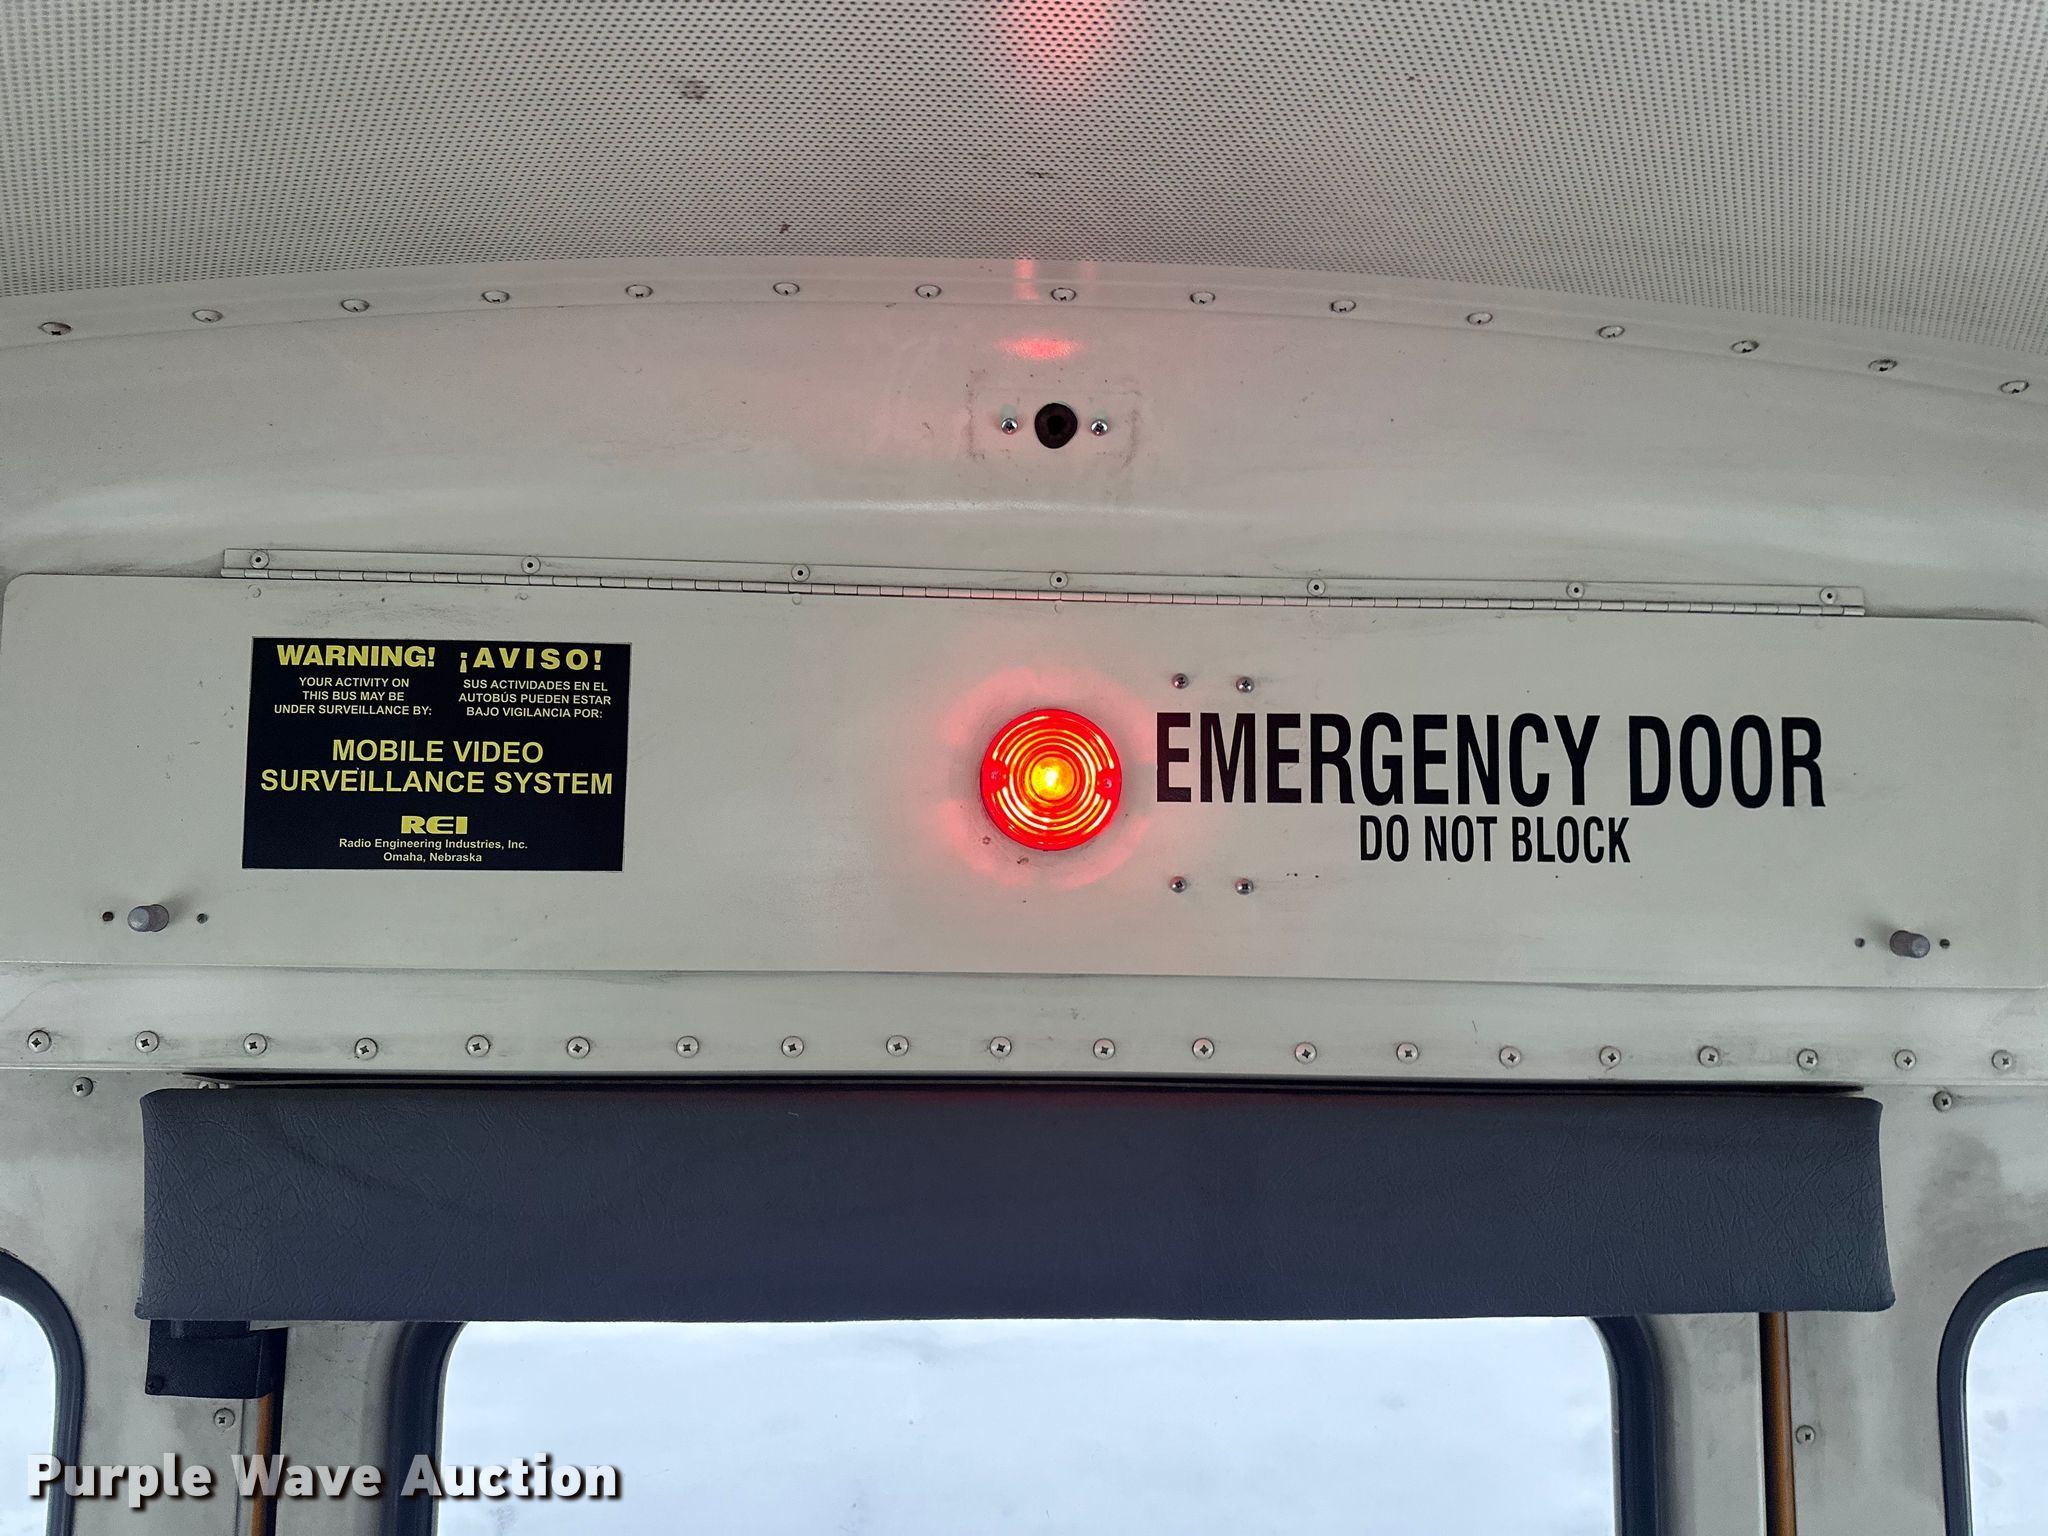 WARNING!
YOUR ACTIVITY ON
THIS BUS MAY BE
UNDER SURVEILLANCE BY:
¡AVISO!
SUS ACTIVIDADES EN EL
AUTOBÚS PUEDEN ESTAR
BAJO VIGILANCIA POR:
MOBILE VIDEO
SURVEILLANCE SYSTEM
REI
Radio Engineering Industries, Inc.
Omaha, Nebraska
EMERGENCY DOOR
DO NOT BLOCK
Purple Wave Auction